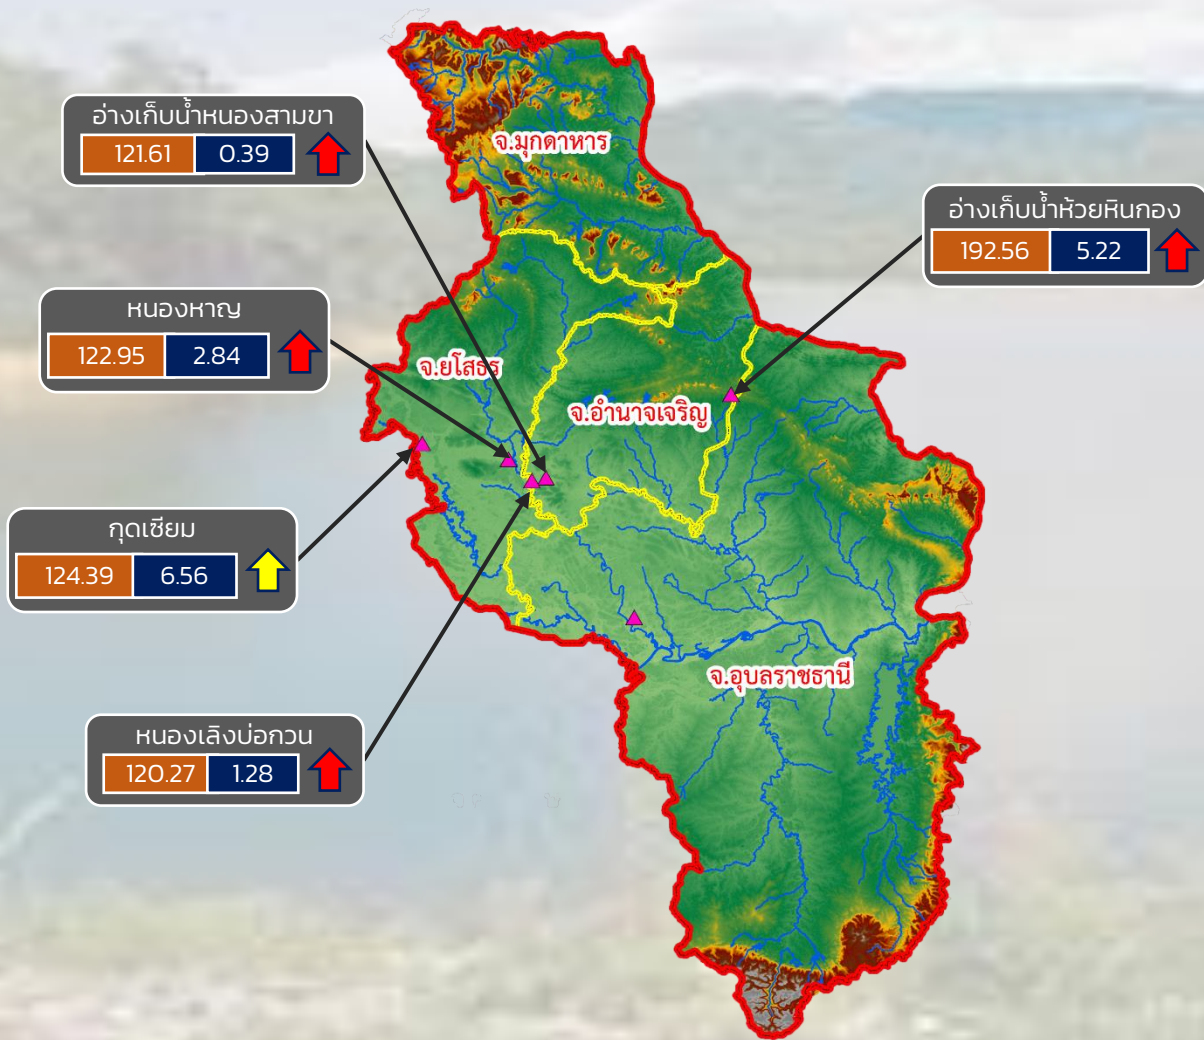 อ่างเก็บน้ำหนองสามขา
121.61 0.39
จ.มุกดาหาร
อ่างเก็บน้ำห้วยหินกอง
192.56 5.22
หนองหาญ
122.95 2.84
จ.ยโสธร
จ.อำนาจเจริญ
กุดเซียม
124.39 6.56
จ.อุบลราชธานี
หนองเลิงบ่อกวน
120.27 1.28